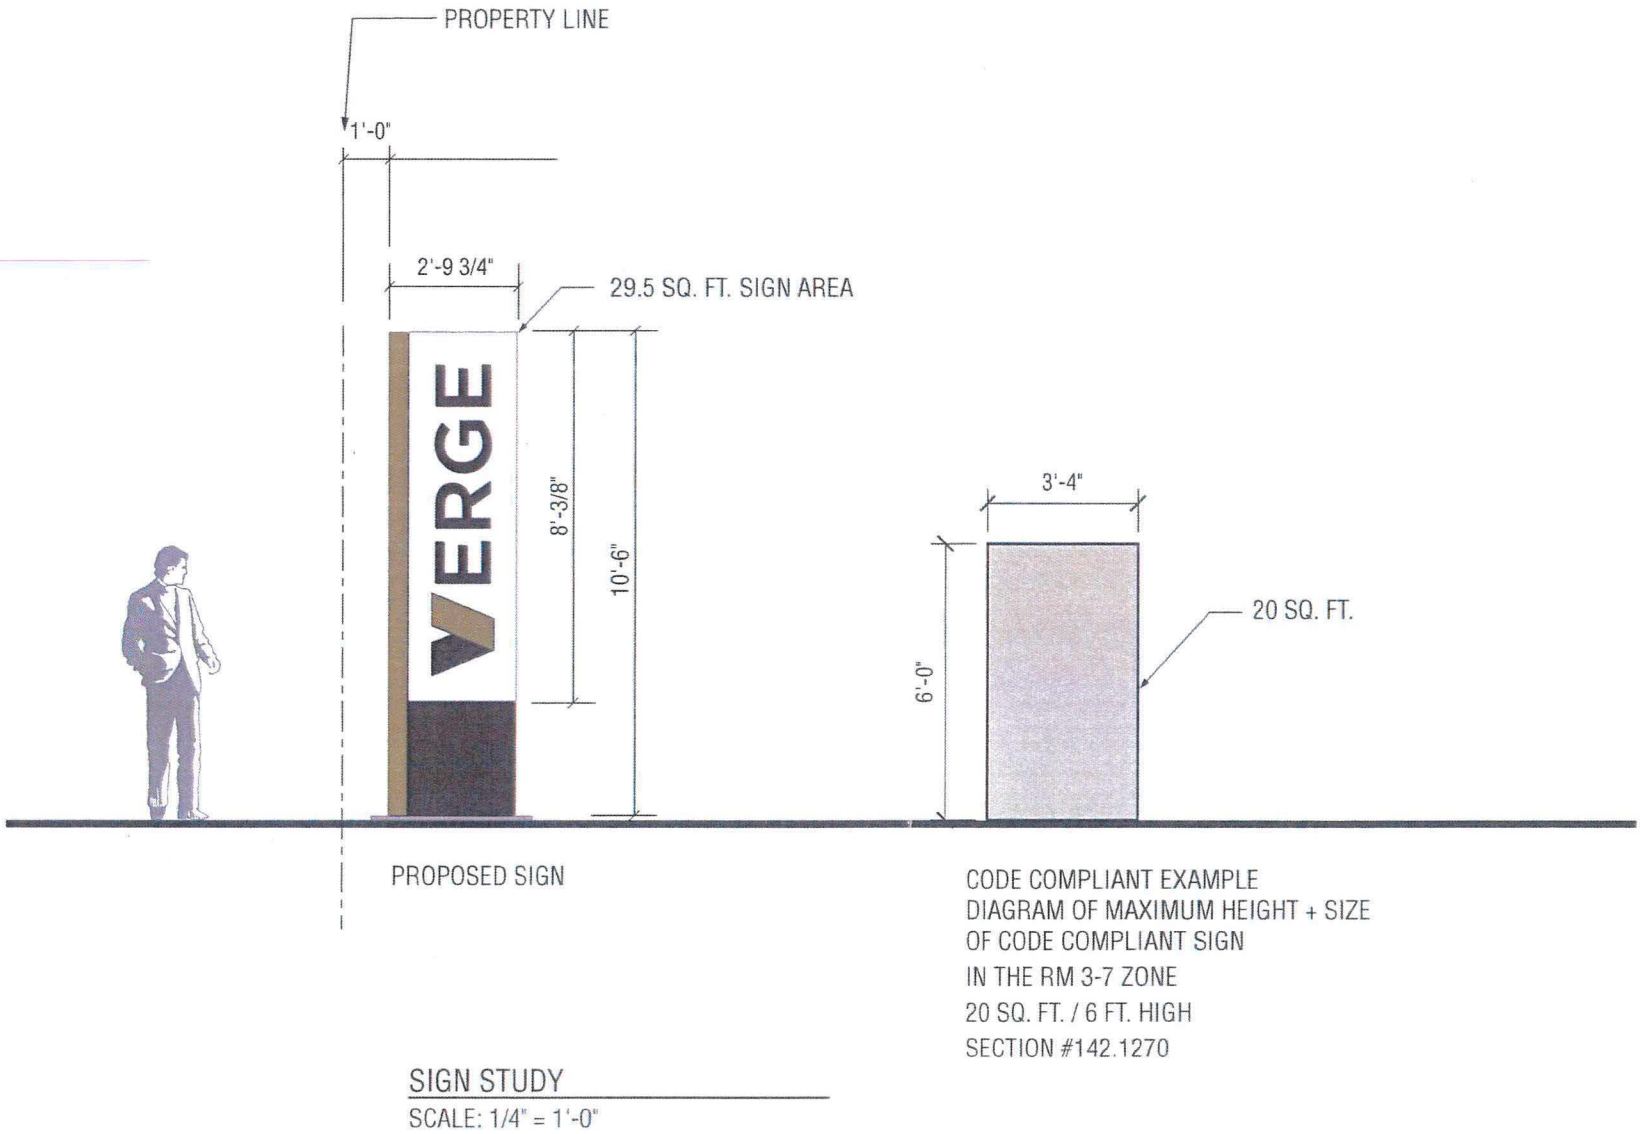 PROPERTY LINE
1'-0"
2'-9 3/4"
29.5 SQ. FT. SIGN AREA
VERGE
8'-3/8"
10'-6"
3'-4"
6'-0"
20 SQ. FT.
PROPOSED SIGN
CODE COMPLIANT EXAMPLE
DIAGRAM OF MAXIMUM HEIGHT + SIZE
OF CODE COMPLIANT SIGN
IN THE RM 3-7 ZONE
20 SQ. FT. / 6 FT. HIGH
SECTION #142.1270
SIGN STUDY
SCALE: 1/4" = 1'-0"